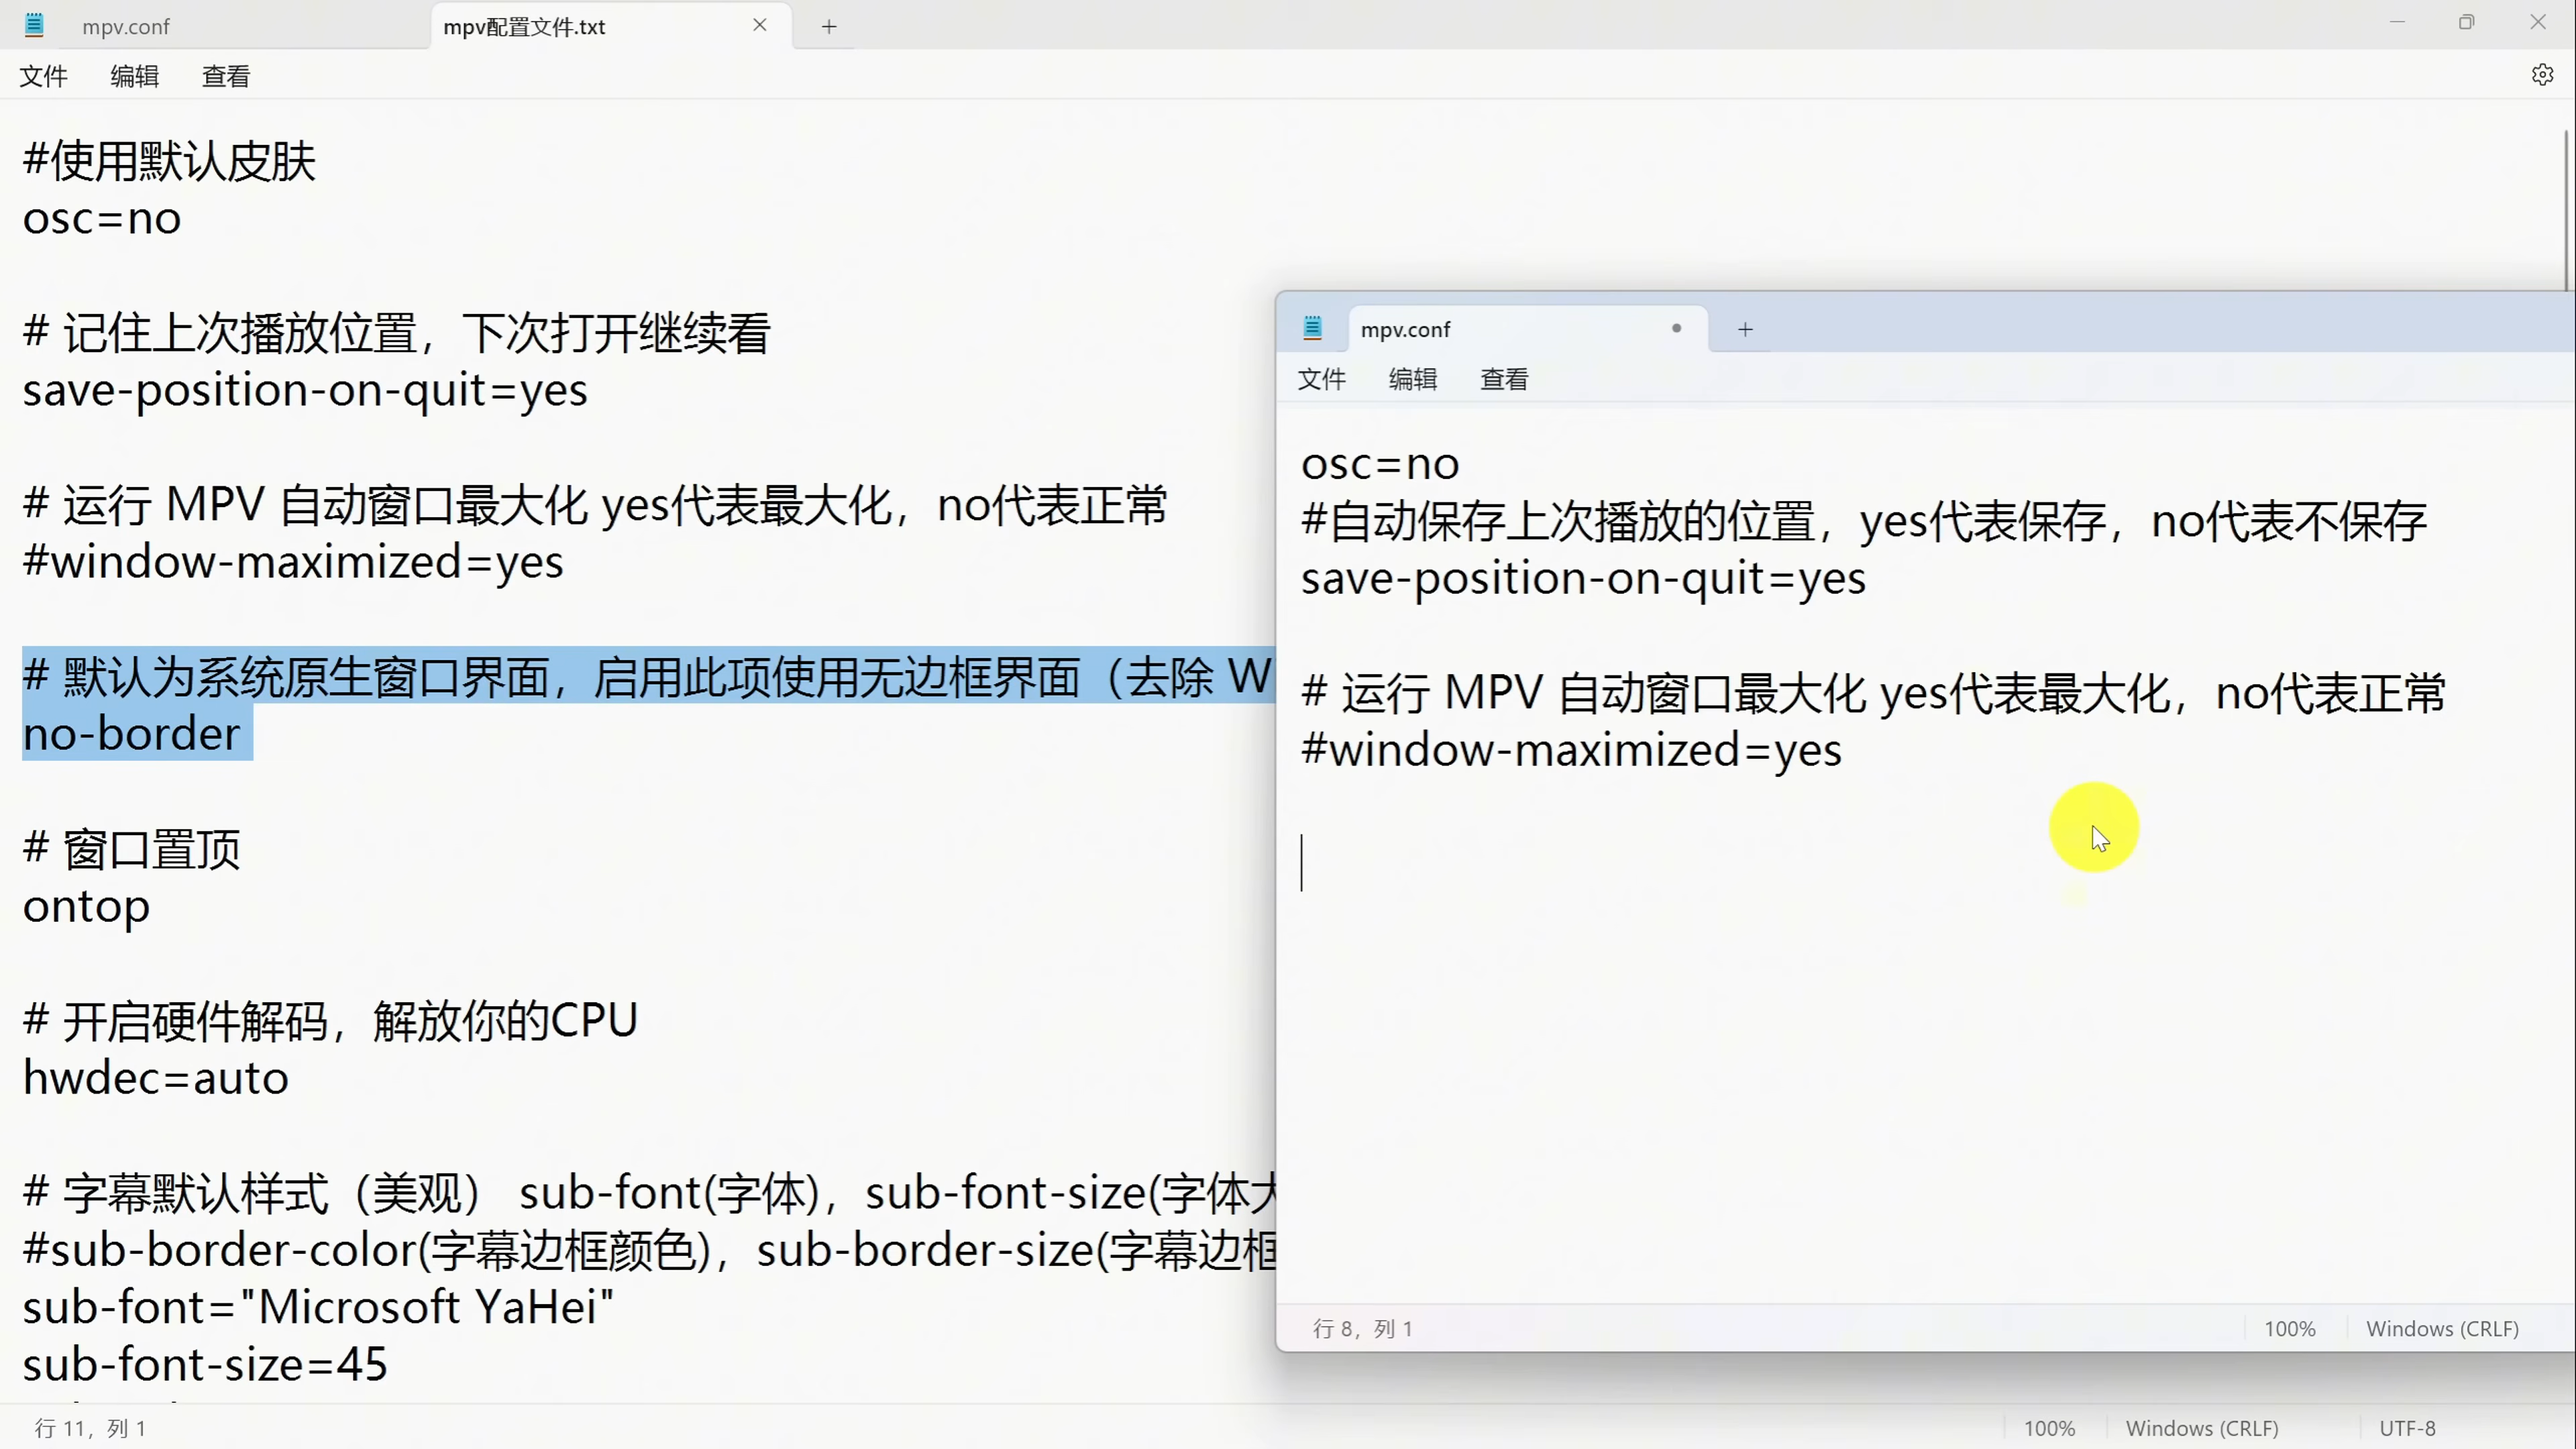 mpv.conf
mpv配置文件.txt
文件 编辑 查看
#使用默认皮肤
osc=no
# 记住上次播放位置，下次打开继续看
save-position-on-quit=yes
# 运行 MPV 自动窗口最大化 yes代表最大化，no代表正常
#window-maximized=yes
# 默认为系统原生窗口界面，启用此项使用无边框界面（去除 W
no-border
# 窗口置顶
ontop
# 开启硬件解码，解放你的CPU
hwdec=auto
# 字幕默认样式（美观） sub-font(字体)，sub-font-size(字体大
#sub-border-color(字幕边框颜色)，sub-border-size(字幕边框
sub-font="Microsoft YaHei"
sub-font-size=45
行 11，列 1
100%
Windows (CRLF)
UTF-8
mpv.conf
文件 编辑 查看
osc=no
#自动保存上次播放的位置，yes代表保存，no代表不保存
save-position-on-quit=yes
# 运行 MPV 自动窗口最大化 yes代表最大化，no代表正常
#window-maximized=yes
行 8，列 1
100%
Windows (CRLF)